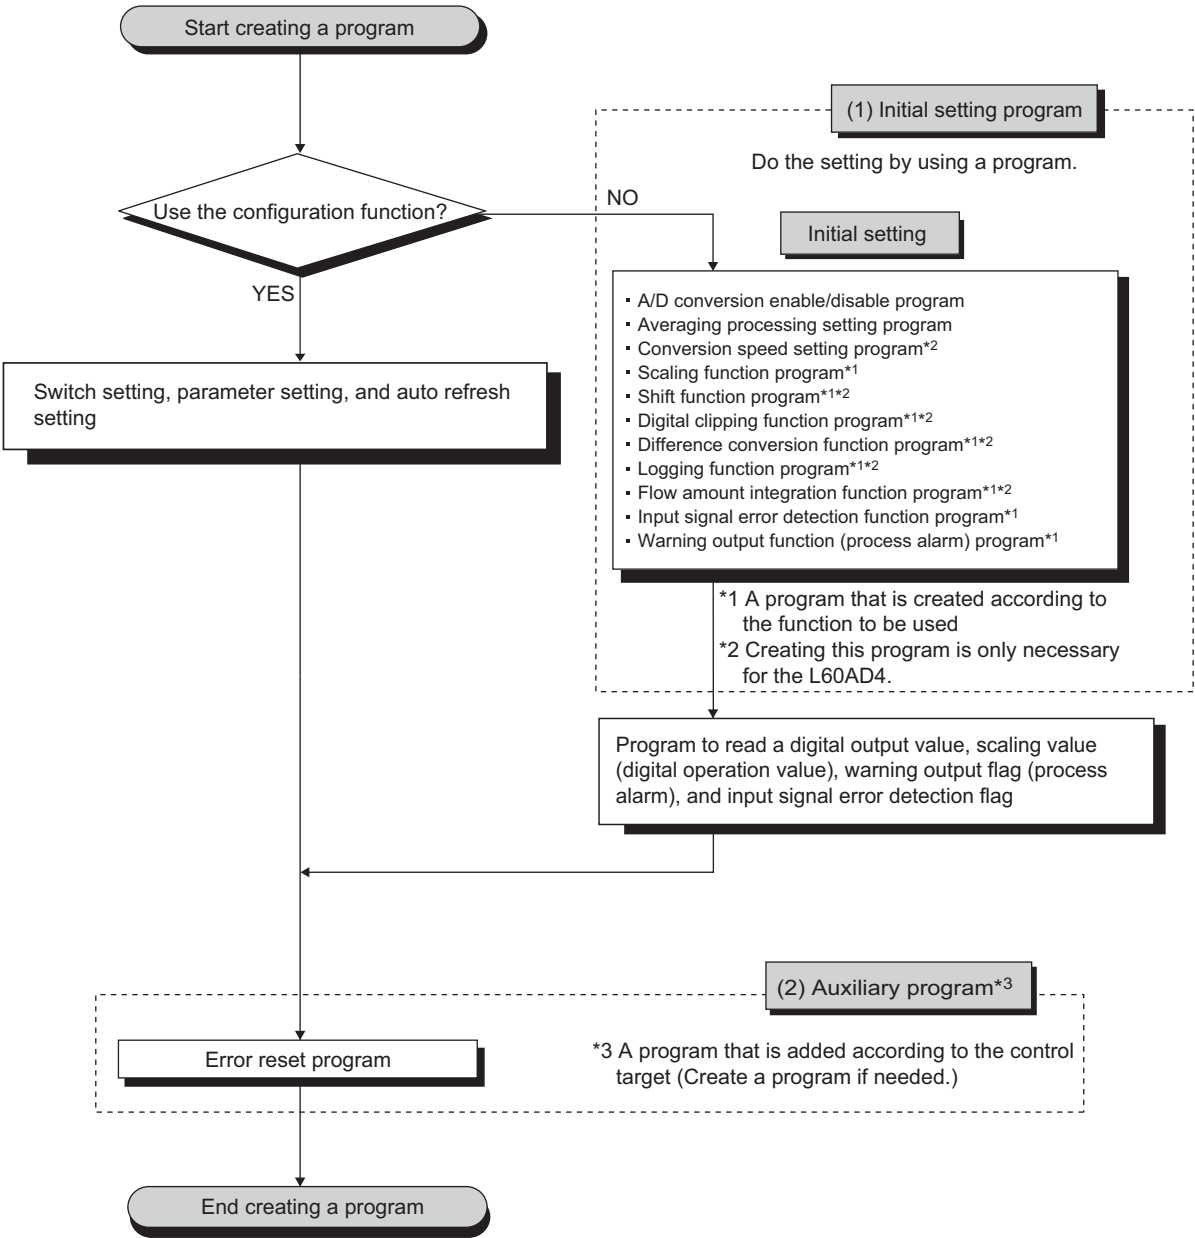 Start creating a program
(1) Initial setting program
Do the setting by using a program.
Use the configuration function?
NO
Initial setting
YES
▪ A/D conversion enable/disable program
▪ Averaging processing setting program
▪ Conversion speed setting program*2
▪ Scaling function program*1
▪ Shift function program*1*2
▪ Digital clipping function program*1*2
▪ Difference conversion function program*1*2
▪ Logging function program*1*2
▪ Flow amount integration function program*1*2
▪ Input signal error detection function program*1
▪ Warning output function (process alarm) program*1
Switch setting, parameter setting, and auto refresh
setting
*1 A program that is created according to
the function to be used
*2 Creating this program is only necessary
for the L60AD4.
Program to read a digital output value, scaling value
(digital operation value), warning output flag (process
alarm), and input signal error detection flag
(2) Auxiliary program*3
Error reset program
*3 A program that is added according to the control
target (Create a program if needed.)
End creating a program